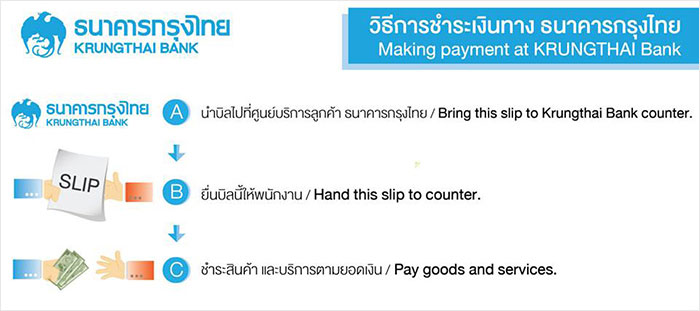 ธนาคารกรุงไทย
KRUNGTHAI BANK
วิธีการชำระเงินทาง ธนาคารกรุงไทย
Making payment at KRUNGTHAI Bank
ธนาคารกรุงไทย
KRUNGTHAI BANK
A นำบิลไปที่ศูนย์บริการลูกค้า ธนาคารกรุงไทย / Bring this slip to Krungthai Bank counter.
SLIP
B ยื่นบิลนี้ให้พนักงาน / Hand this slip to counter.
C ชำระสินค้า และบริการตามยอดเงิน / Pay goods and services.